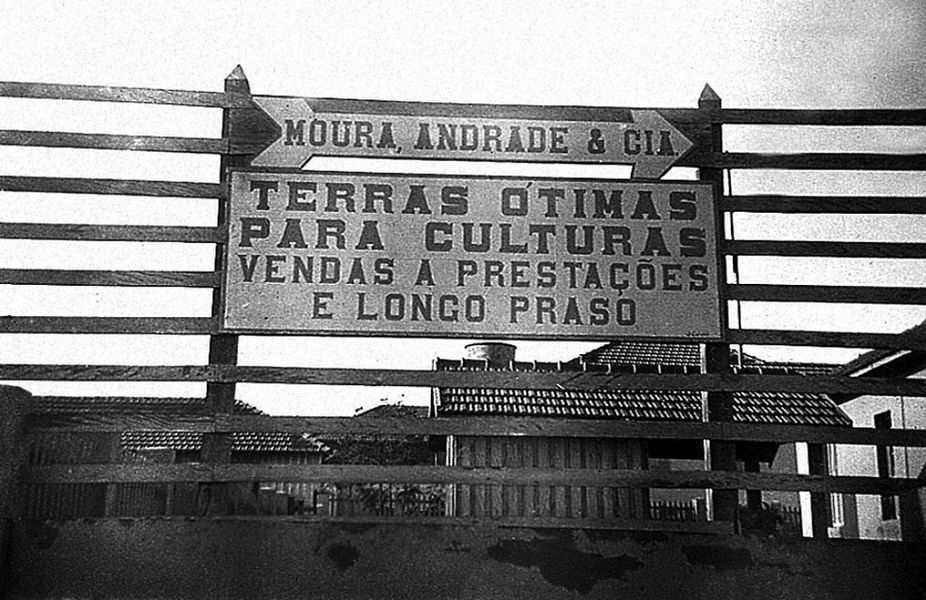 MOURA, ANDRADE & CIA
TERRAS ÓTIMAS
PARA CULTURAS
VENDAS A PRESTAÇÕES
E LONGO PRASO